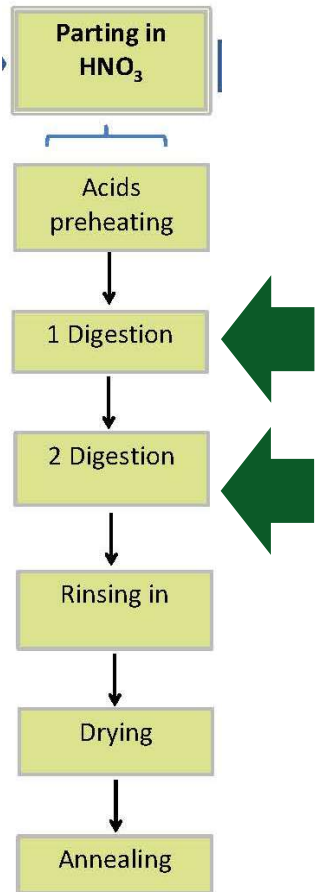 Parting in
HNO₃
Acids
preheating
1 Digestion
2 Digestion
Rinsing in
Drying
Annealing